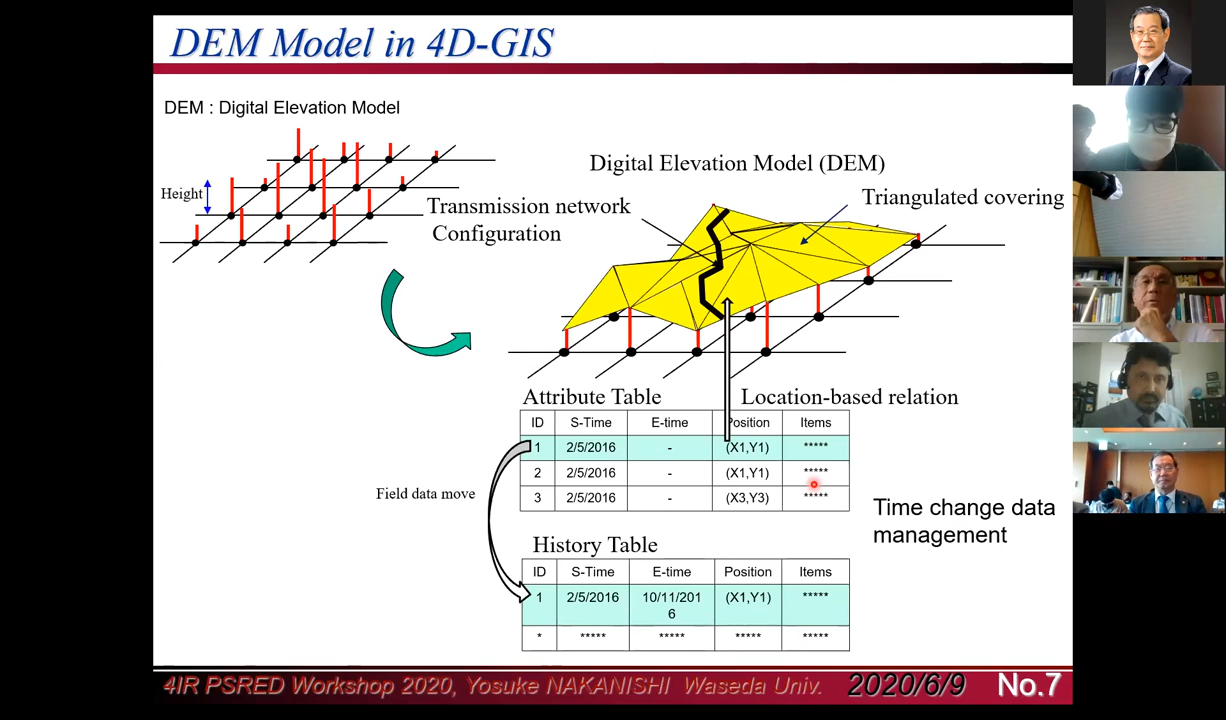 DEM Model in 4D-GIS
DEM : Digital Elevation Model
Height
Digital Elevation Model (DEM)
Transmission network
Configuration
Triangulated covering
Attribute Table
Location-based relation
ID S-Time E-time Position Items
1 2/5/2016 - (X1,Y1) *****
2 2/5/2016 - (X1,Y1) *****
3 2/5/2016 - (X3,Y3) *****
Field data move
Time change data
management
History Table
ID S-Time E-time Position Items
1 2/5/2016 10/11/201
6 (X1,Y1) *****
* ***** ***** ***** *****
4IR PSRED Workshop 2020, Yosuke NAKANISHI Waseda Univ. 2020/6/9 No.7